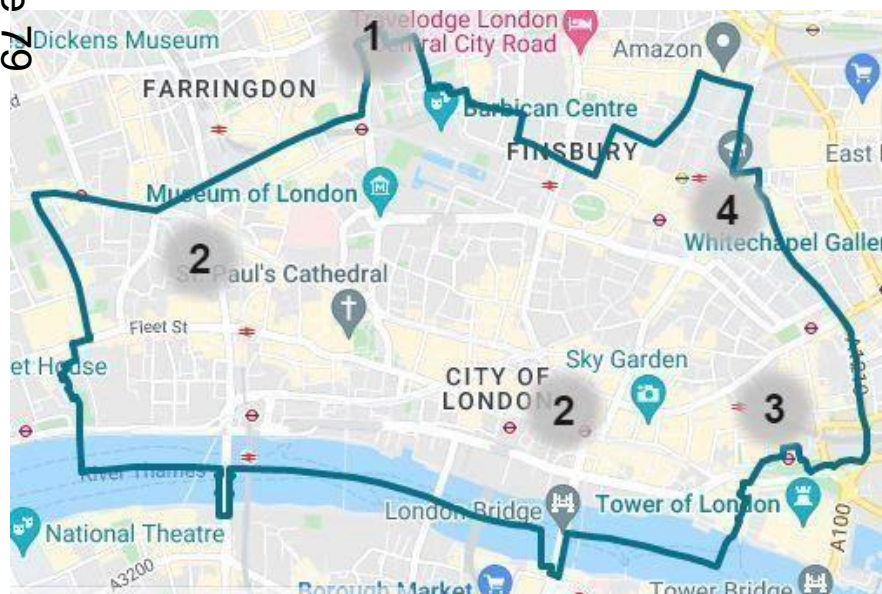 1
Travelodge London
Central City Road
Dickens Museum
Amazon
FARRINGDON
Barbican Centre
FINSBURY
East
Museum of London
4
Whitechapel Galler
2
St. Paul's Cathedral
Fleet St
et House
Sky Garden
CITY OF
LONDON
2
3
A1210
River Thames
London Bridge
Tower of London
National Theatre
A100
A3200
Borough Market
Tower Bridge